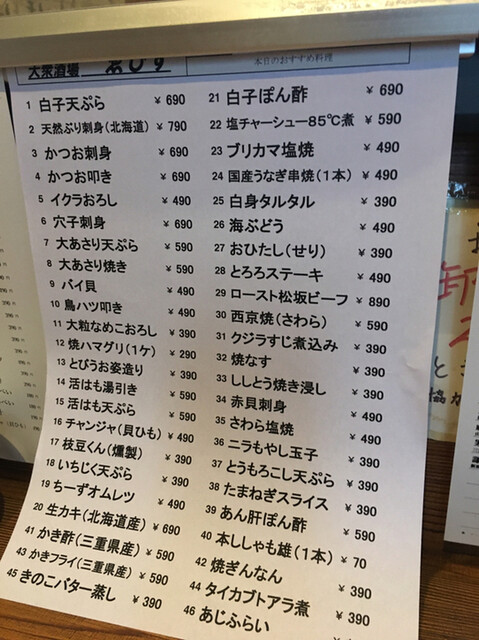 大衆酒場 ゑびす
本日のおすすめ料理
1 白子天ぷら ¥ 690
2 天然ぶり刺身(北海道) ¥ 790
3 かつお刺身 ¥ 690
4 かつお叩き ¥ 690
5 イクラおろし ¥ 490
6 穴子刺身 ¥ 690
7 大あさり天ぷら ¥ 590
8 大あさり焼き ¥ 590
9 バイ貝 ¥ 490
10 鳥ハツ叩き ¥ 490
11 大粒なめこおろし ¥ 390
12 焼ハマグリ(1ケ) ¥ 290
13 とびうお姿造り ¥ 390
14 活はも湯引き ¥ 590
15 活はも天ぷら ¥ 590
16 チャンジャ(貝ひも) ¥ 490
17 枝豆くん(燻製) ¥ 390
18 いちじく天ぷら ¥ 390
19 ちーずオムレツ ¥ 490
20 生カキ(北海道産) ¥ 690
41 かき酢(三重県産) ¥ 590
43 かきフライ(三重県産) ¥ 590
45 きのこバター蒸し ¥ 390
21 白子ぽん酢 ¥ 690
22 塩チャーシュー85℃煮 ¥ 590
23 ブリカマ塩焼 ¥ 490
24 国産うなぎ串焼(1本) ¥ 490
25 白身タルタル ¥ 390
26 海ぶどう ¥ 490
27 おひたし(せり) ¥ 390
28 とろろステーキ ¥ 490
29 ロースト松坂ビーフ ¥ 890
30 西京焼(さわら) ¥ 590
31 クジラすじ煮込み ¥ 390
32 焼なす ¥ 390
33 ししとう焼き浸し ¥ 390
34 赤貝刺身 ¥ 490
35 さわら塩焼 ¥ 490
36 ニラもやし玉子 ¥ 390
37 とうもろこし天ぷら ¥ 390
38 たまねぎスライス ¥ 390
39 あん肝ぽん酢 ¥ 590
40 本ししゃも雄(1本) ¥ 70
42 焼ぎんなん ¥ 390
44 タイカブトアラ煮 ¥ 390
46 あじふらい